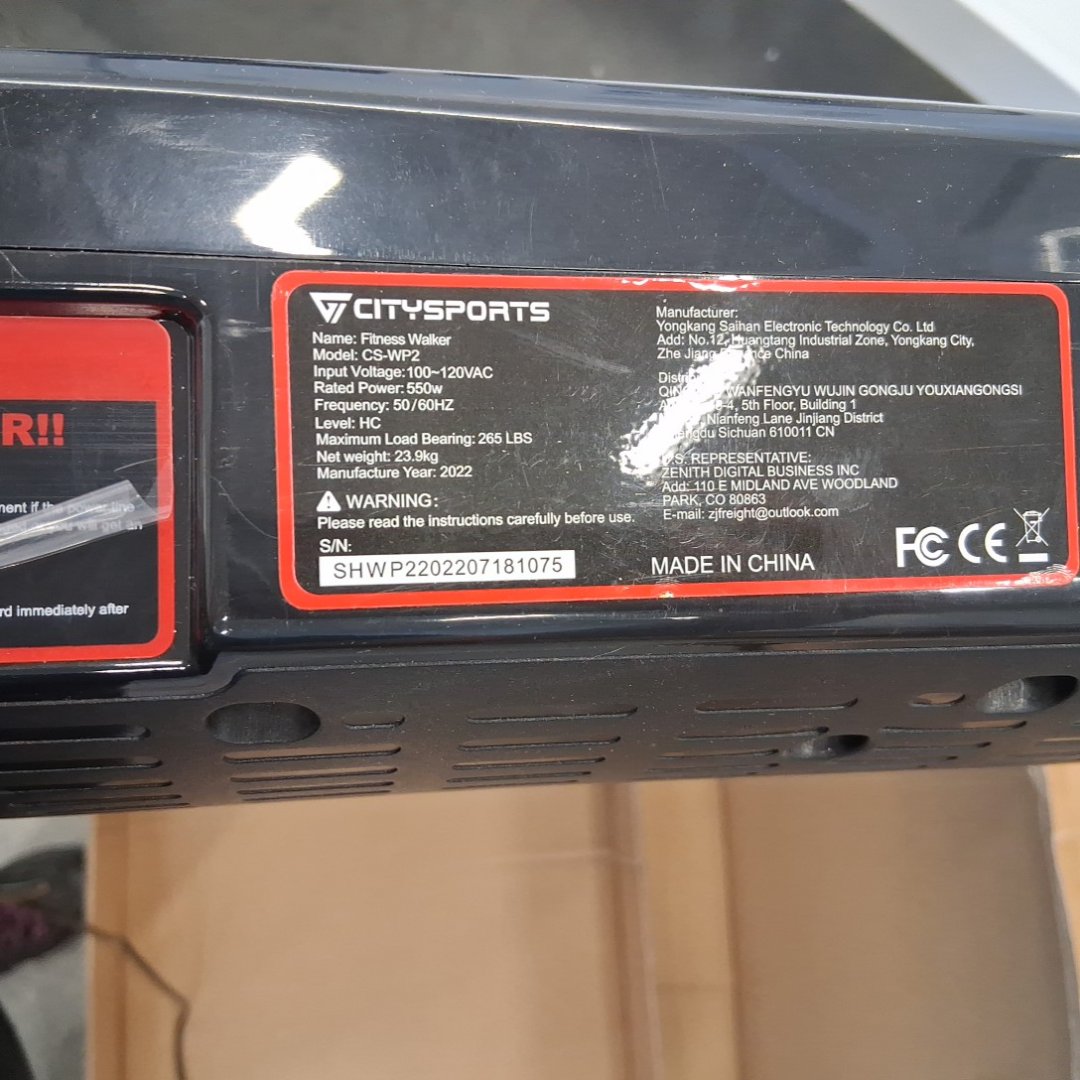 R!!
ment if the power line
will get an
rd immediately after
CITYSPORTS
Name: Fitness Walker
Model: CS-WP2
Input Voltage:100~120VAC
Rated Power: 550w
Frequency: 50/60HZ
Level: HC
Maximum Load Bearing: 265 LBS
Net weight: 23.9kg
Manufacture Year: 2022
WARNING:
Please read the instructions carefully before use.
S/N:
SHWP2202207181075
Manufacturer:
Yongkang Saihan Electronic Technology Co. Ltd
Add: No.12, Huangtang Industrial Zone, Yongkang City,
Zhe Jiang Province China
WANFENGYU WUJIN GONGJU YOUXIANGONGSI
5th Floor, Building 1
Nianfeng Lane Jinjiang District
Sichuan 610011 CN
U.S. REPRESENTATIVE:
ZENITH DIGITAL BUSINESS INC
Add: 110 E MIDLAND AVE WOODLAND
PARK, CO 80863
E-mail: zjfreight@outlook.com
MADE IN CHINA
FC CE